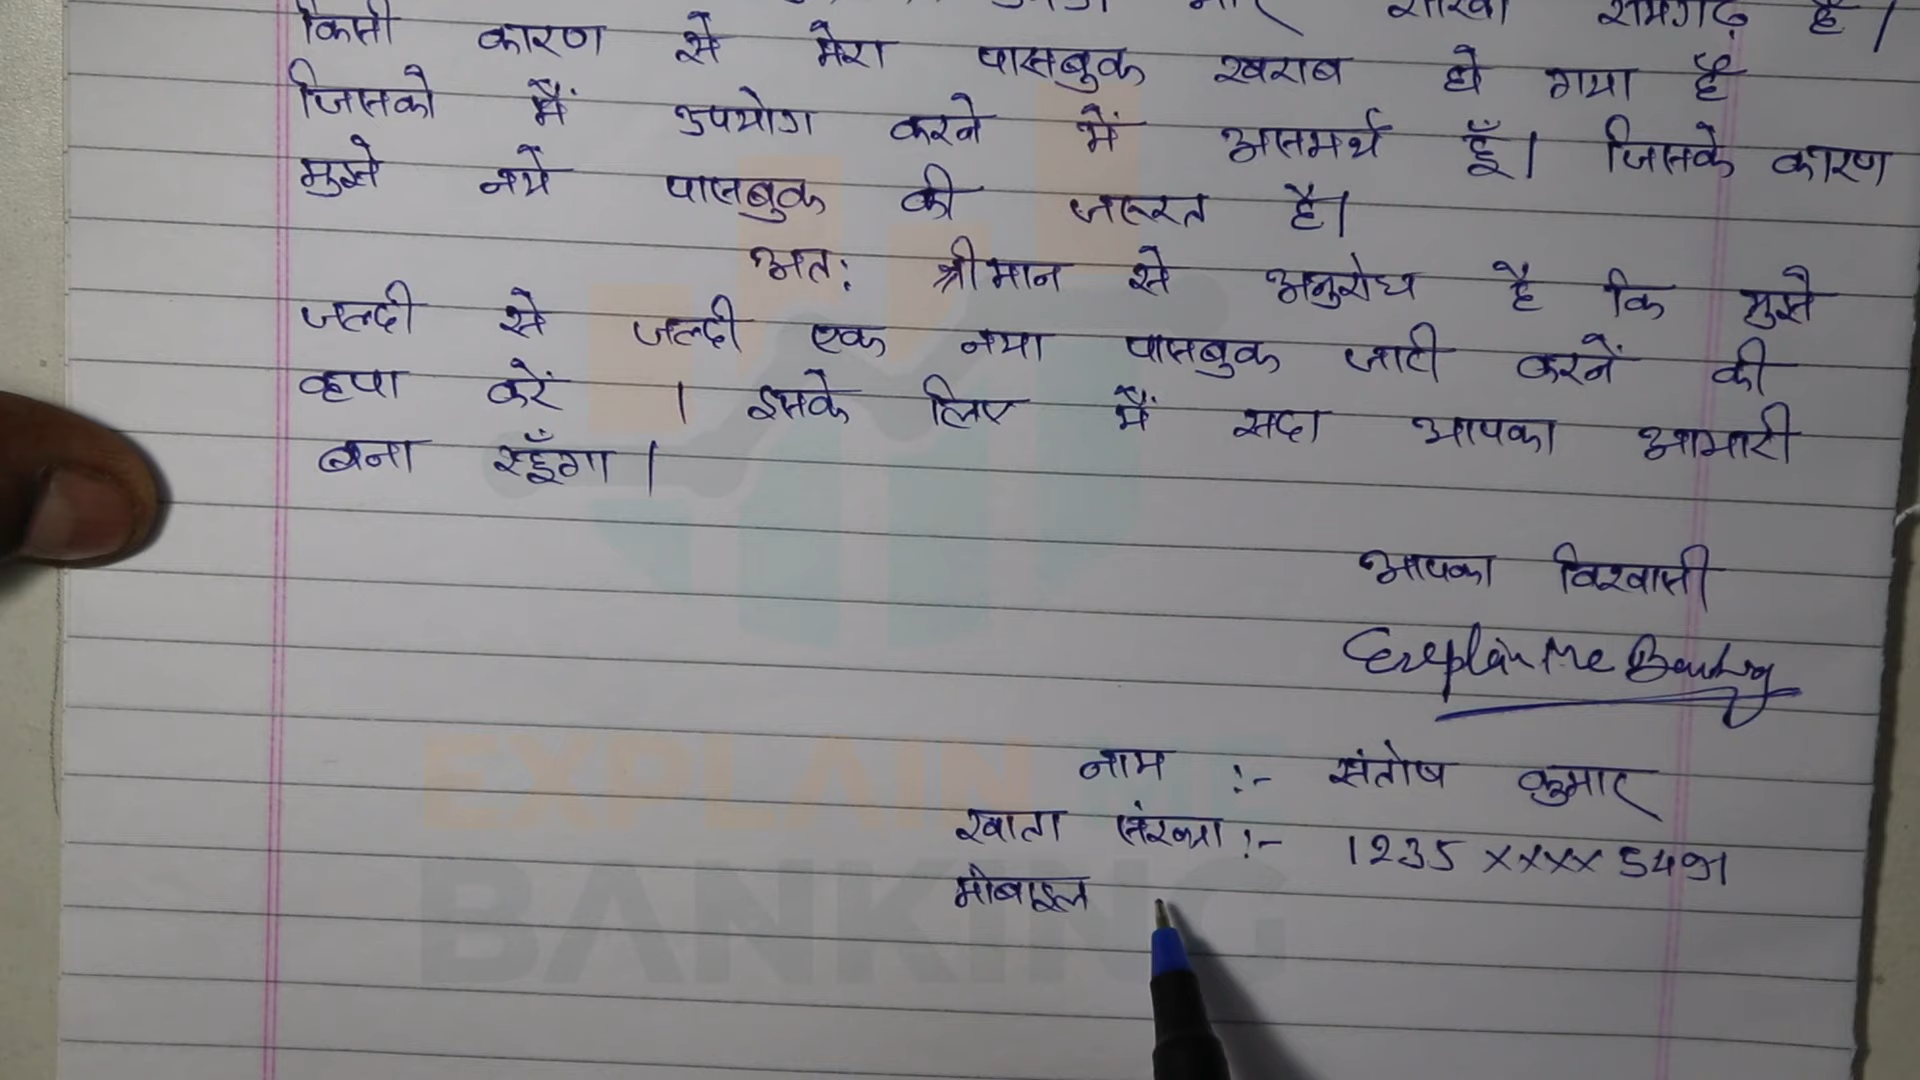 शाखा रामगढ़ है।
किसी कारण से मेरा पासबुक खराब हो गया है
जिसको मैं उपयोग करने में असमर्थ हूँ। जिसके कारण
मुझे नये पासबुक की जरूरत है।
अतः श्रीमान से अनुरोध है कि मुझे
जल्दी से जल्दी एक नया पासबुक जारी करनें की
कृपा करें । इसके लिए मैं सदा आपका आभारी
बना रहूँगा।
आपका विश्वासी
Explain Me Banking
नाम :- संतोष कुमार
खाता संख्या :- 1235××××5491
मोबाइल
EXPLAIN ME
BANKING